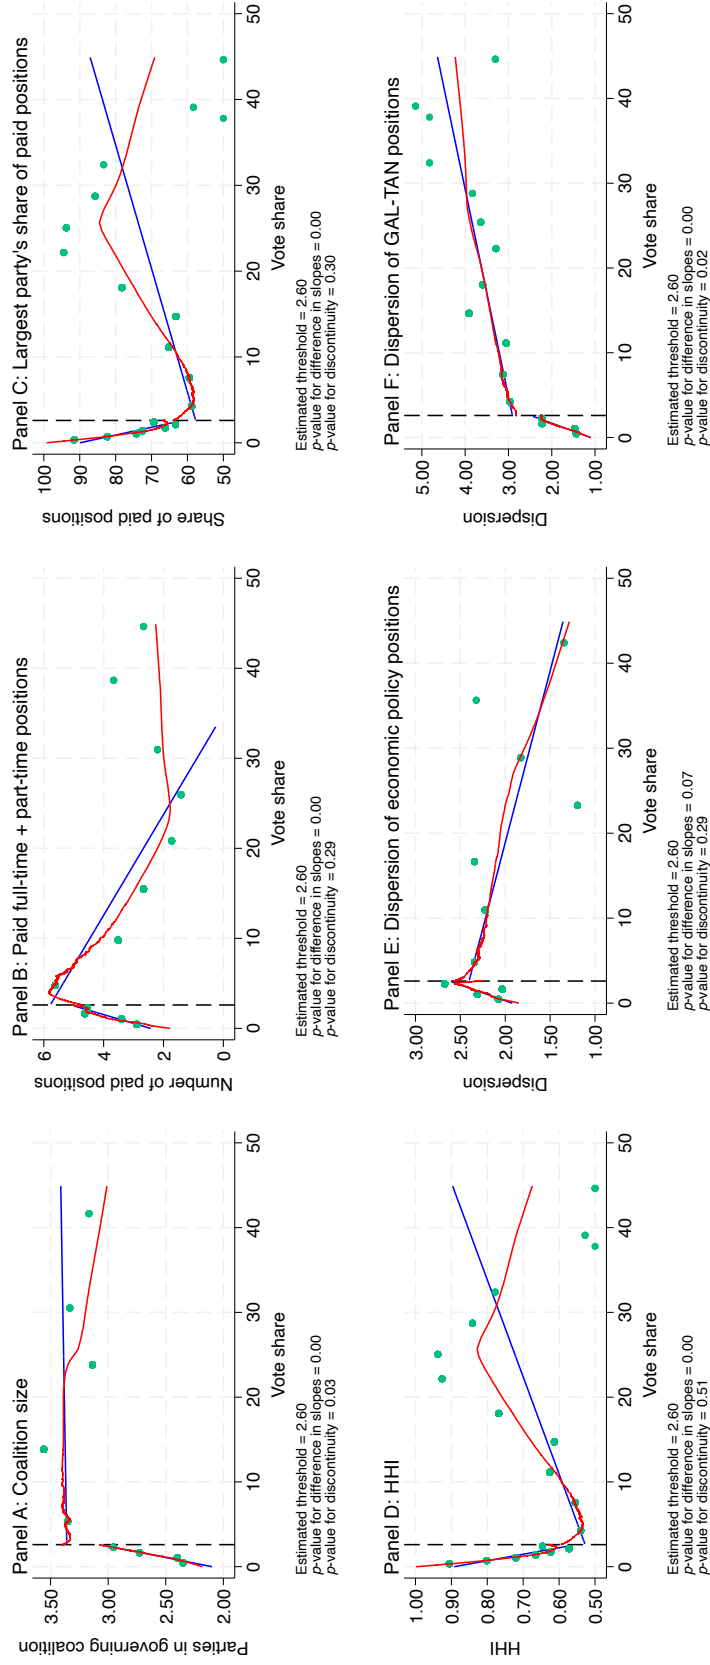 Panel A: Coalition size
Parties in governing coalition
3.50
3.00
2.50
2.00
0 10 20 30 40 50
Vote share
Estimated threshold = 2.60
p-value for difference in slopes = 0.00
p-value for discontinuity = 0.03
Panel B: Paid full-time + part-time positions
Number of paid positions
6
4
2
0
0 10 20 30 40 50
Vote share
Estimated threshold = 2.60
p-value for difference in slopes = 0.00
p-value for discontinuity = 0.29
Panel C: Largest party's share of paid positions
Share of paid positions
100
90
80
70
60
50
0 10 20 30 40 50
Vote share
Estimated threshold = 2.60
p-value for difference in slopes = 0.00
p-value for discontinuity = 0.30
Panel D: HHI
HHI
1.00
0.90
0.80
0.70
0.60
0.50
0 10 20 30 40 50
Vote share
Estimated threshold = 2.60
p-value for difference in slopes = 0.00
p-value for discontinuity = 0.51
Panel E: Dispersion of economic policy positions
Dispersion
3.00
2.50
2.00
1.50
1.00
0 10 20 30 40 50
Vote share
Estimated threshold = 2.60
p-value for difference in slopes = 0.07
p-value for discontinuity = 0.29
Panel F: Dispersion of GAL-TAN positions
Dispersion
5.00
4.00
3.00
2.00
1.00
0 10 20 30 40 50
Vote share
Estimated threshold = 2.60
p-value for difference in slopes = 0.00
p-value for discontinuity = 0.02